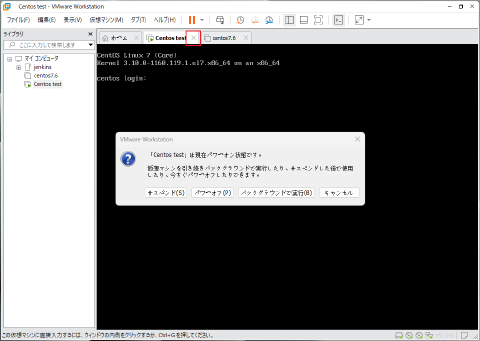 Centos test - VMware Workstation
ファイル(F) 編集(E) 表示(V) 仮想マシン(M) タブ(T) ヘルプ(H)
ライブラリ
ここに入力して検索します
マイ コンピュータ
jenkins
centos7.6
Centos test
ホーム Centos test centos7.6
CentOS Linux 7 (Core)
Kernel 3.10.0-1160.119.1.el7.x86_64 on an x86_64
centos login:
VMware Workstation
「Centos test」は現在パワーオン状態です。
仮想マシンを引き続きバックグラウンドで実行したり、サスペンドした後で使用
したり、今すぐパワーオフしたりできます。
サスペンド(S) パワーオフ(P) バックグラウンドで実行(B) キャンセル
この仮想マシンに直接入力するには、ウィンドウの内側をクリックするか、Ctrl+G を押してください。